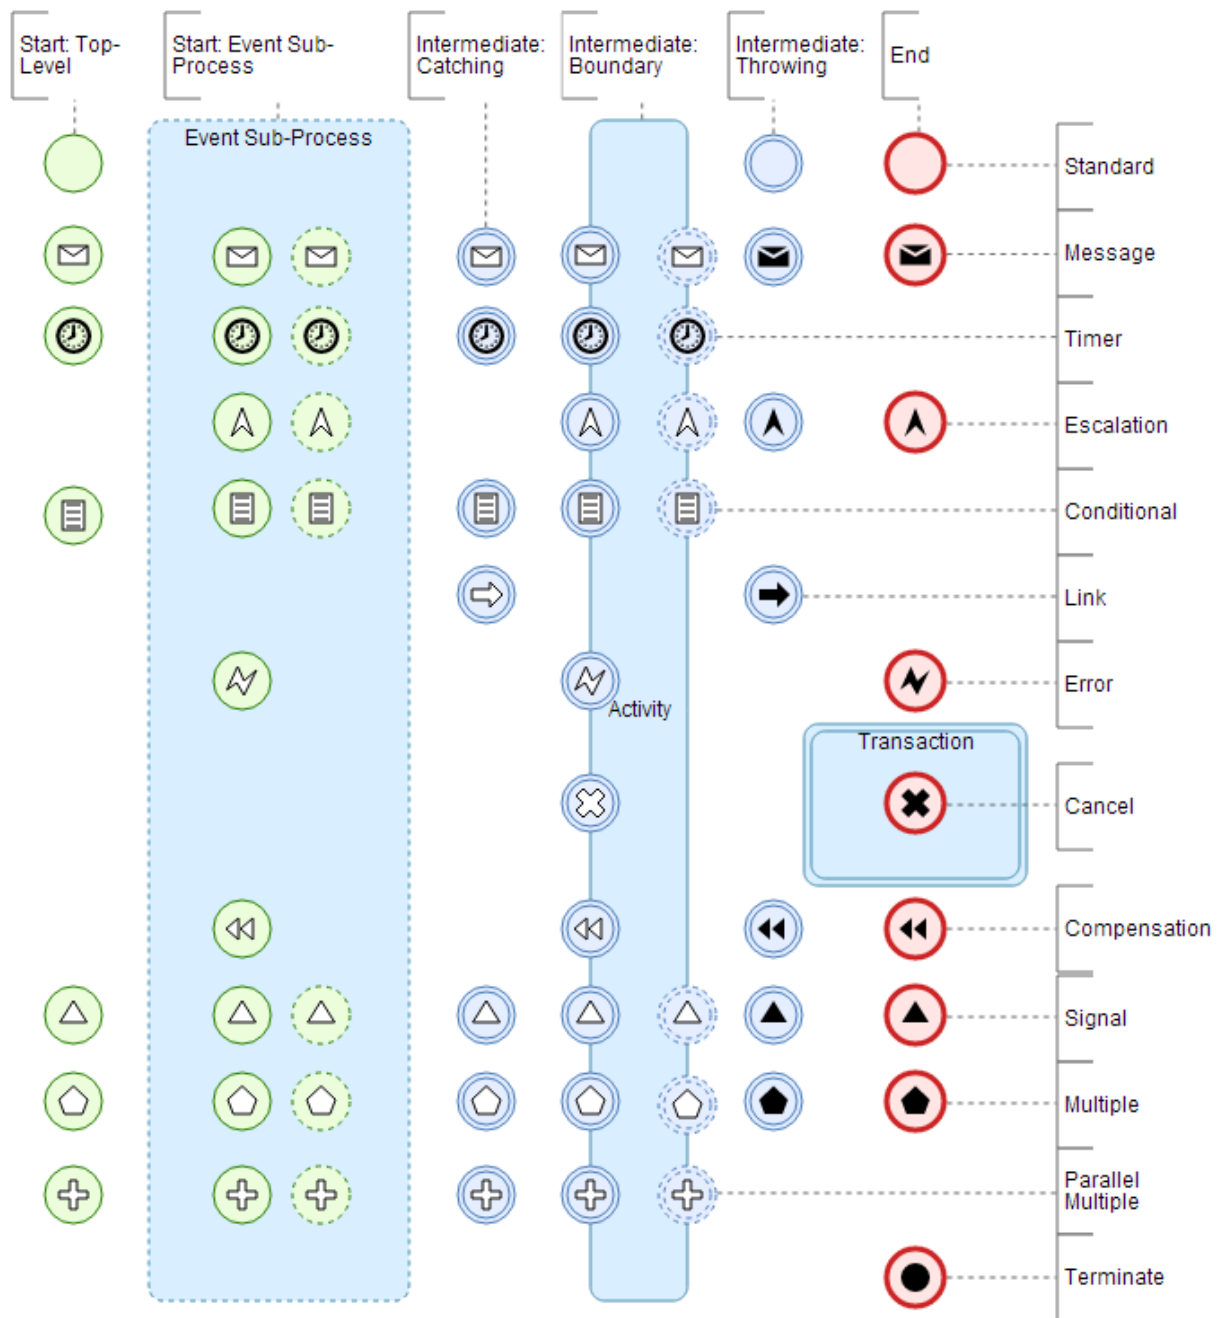 Start: Top-
Level
Start: Event Sub-
Process
Intermediate:
Catching
Intermediate:
Boundary
Intermediate:
Throwing
End
Event Sub-Process
Standard
Message
Timer
Escalation
Conditional
Link
Error
Activity
Transaction
Cancel
Compensation
Signal
Multiple
Parallel
Multiple
Terminate